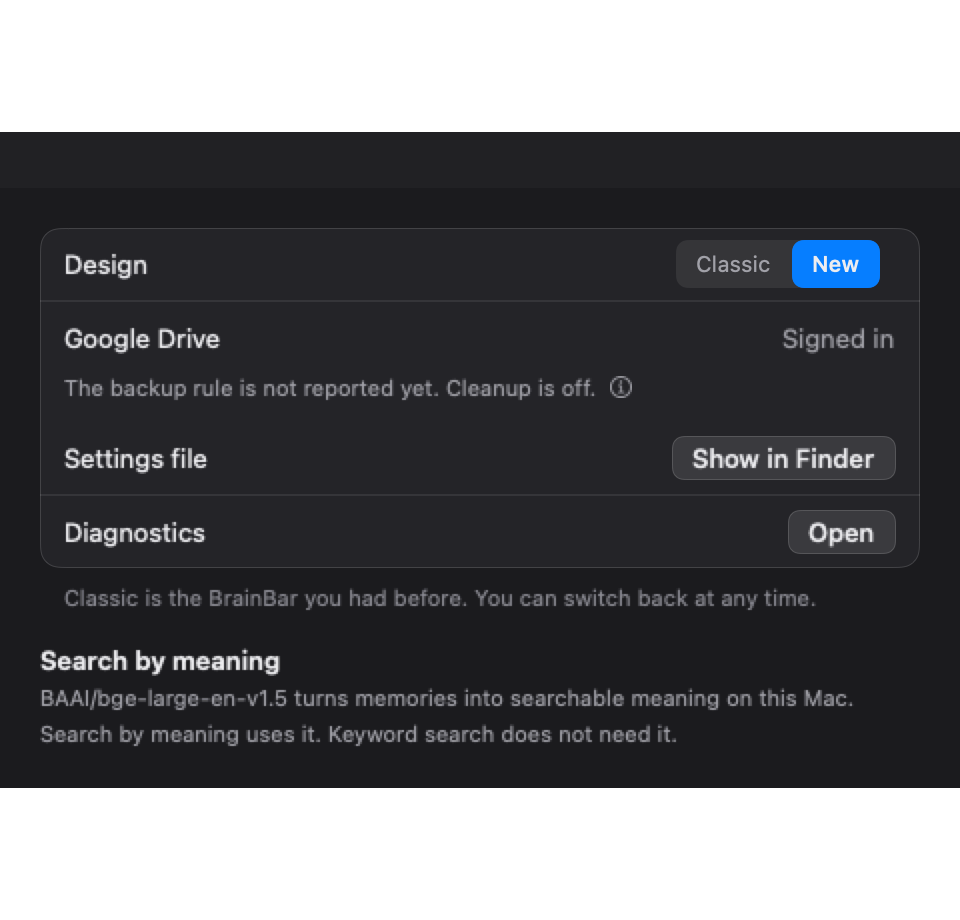 Design
Classic
New
Google Drive
Signed in
The backup rule is not reported yet. Cleanup is off.
Settings file
Show in Finder
Diagnostics
Open
Classic is the BrainBar you had before. You can switch back at any time.
Search by meaning
BAAI/bge-large-en-v1.5 turns memories into searchable meaning on this Mac.
Search by meaning uses it. Keyword search does not need it.